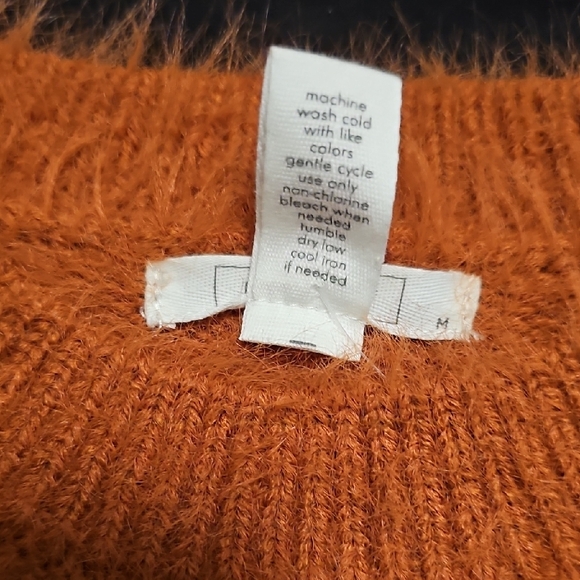 machine
wash cold
with like
colors
gentle cycle
use only
non-chlorine
bleach when
needed
tumble
dry low
cool iron
if needed
M